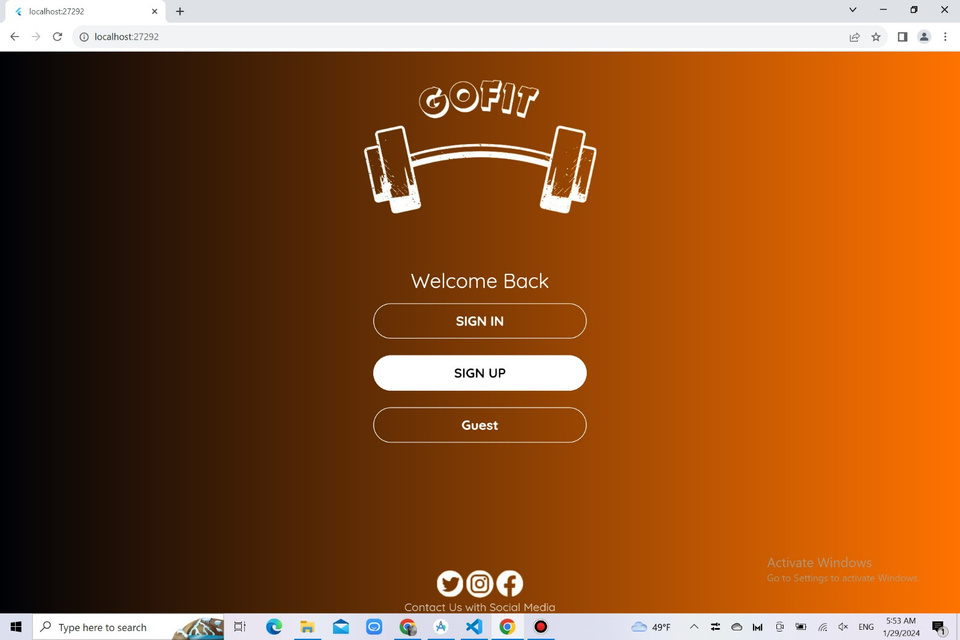 localhost:27292
localhost:27292
GOFIT
Welcome Back
SIGN IN
SIGN UP
Guest
Contact Us with Social Media
Activate Windows
Go to Settings to activate Windows.
Type here to search
49°F
ENG
5:53 AM
1/29/2024
1